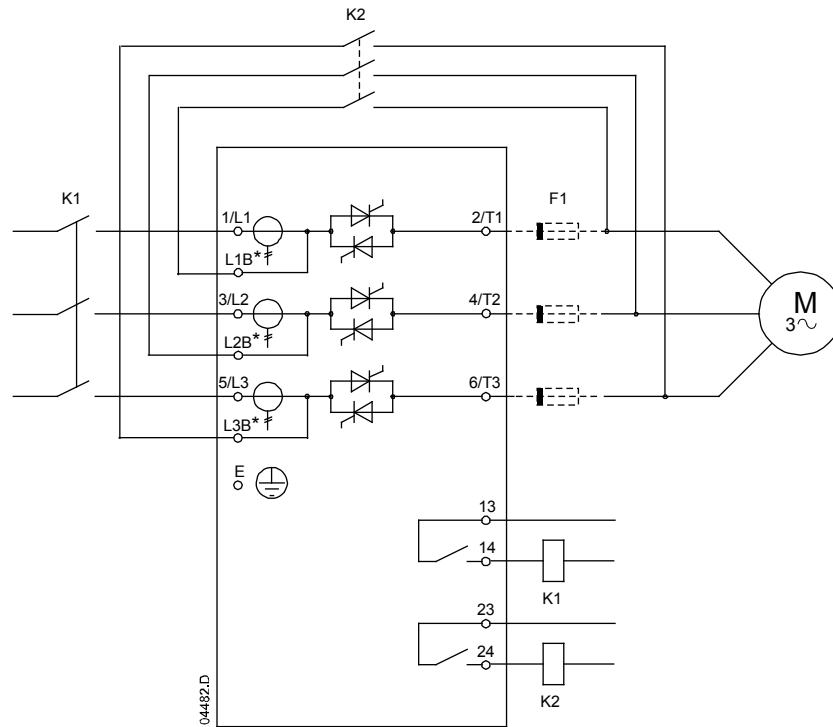 K2
K1
F1
1/L1
2/T1
L1B*
M
3~
3/L2
4/T2
L2B*
5/L3
6/T3
L3B*
E
13
14
K1
23
24
K2
04482.D